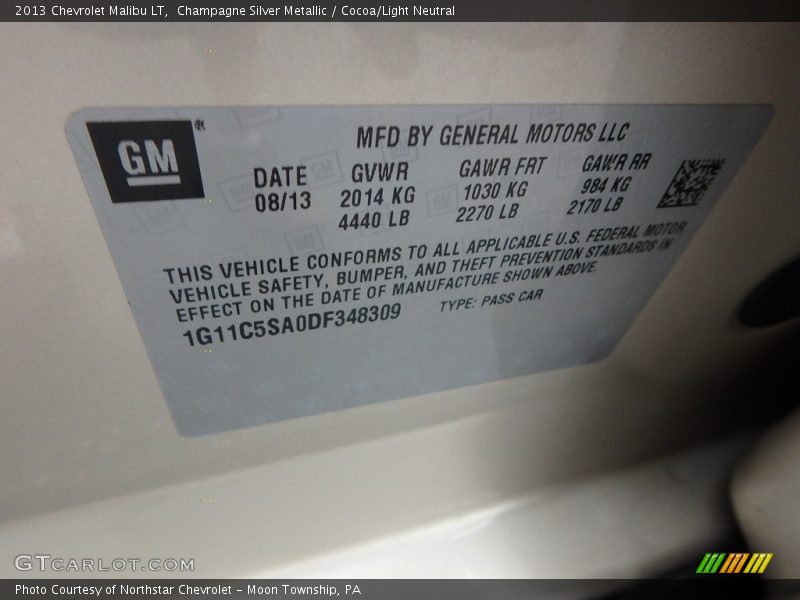 2013 Chevrolet Malibu LT,  Champagne Silver Metallic / Cocoa/Light Neutral
GM
MFD BY GENERAL MOTORS LLC
DATE GVWR GAWR FRT GAWR RR
08/13 2014 KG 1030 KG 984 KG
4440 LB 2270 LB 2170 LB
THIS VEHICLE CONFORMS TO ALL APPLICABLE U.S. FEDERAL MOTOR
VEHICLE SAFETY, BUMPER, AND THEFT PREVENTION STANDARDS IN
EFFECT ON THE DATE OF MANUFACTURE SHOWN ABOVE.
1G11C5SA0DF348309 TYPE: PASS CAR
GTCARLOT.COM
Photo Courtesy of Northstar Chevrolet - Moon Township, PA